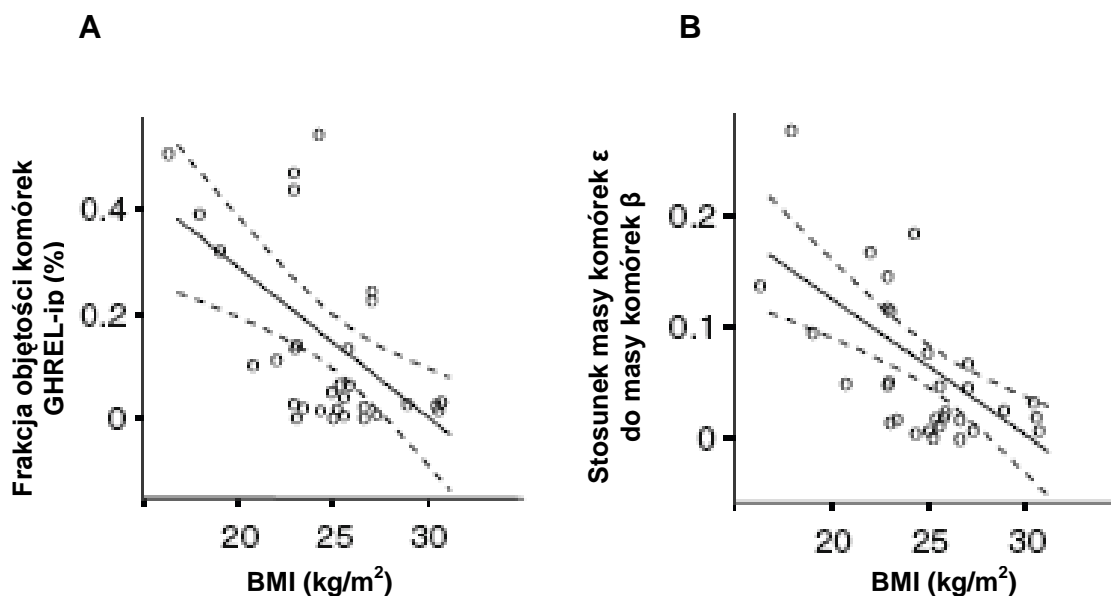 A
Frakcja objętości komórek
GHREL-ip (%)
0.4
0.2
0
20
25
30
BMI (kg/m²)
B
Stosunek masy komórek ε
do masy komórek β
0.2
0.1
0
20
25
30
BMI (kg/m²)